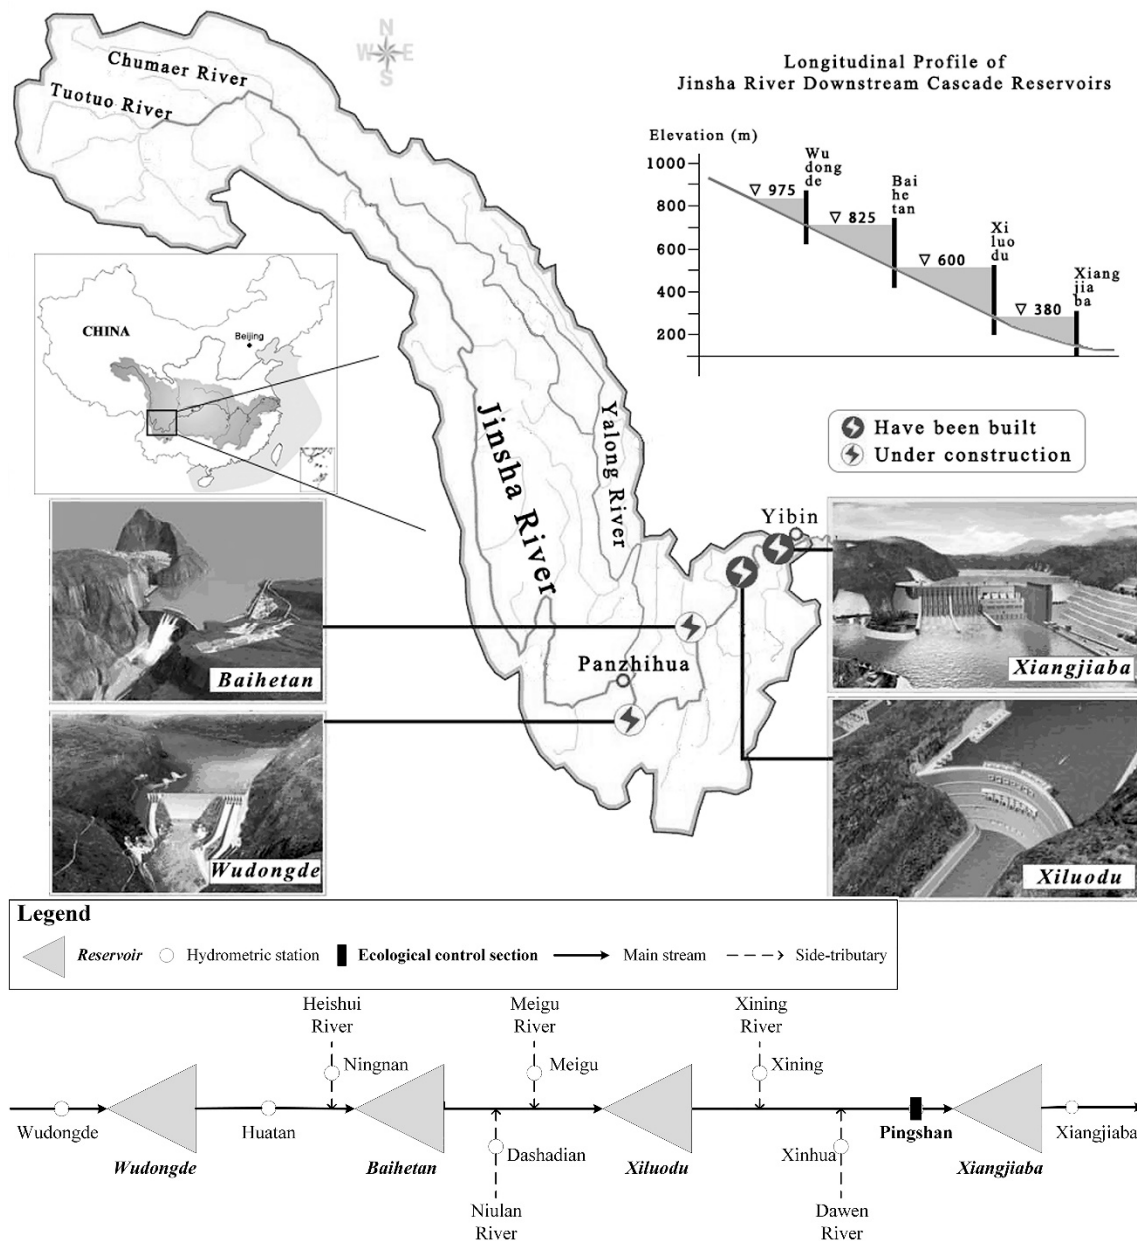 N
W E
S
Chumaer River
Tuotuo River
Longitudinal Profile of
Jinsha River Downstream Cascade Reservoirs
Elevation (m)
1000
800
600
400
200
Wu
dong
de
Bai
he
tan
Xi
luo
du
Xiang
jia
ba
▽ 975
▽ 825
▽ 600
▽ 380
CHINA
Beijing
Jinsha River
Yalong River
Have been built
Under construction
Yibin
Panzhihua
Baihetan
Wudongde
Xiangjiaba
Xiluodu
Legend
Reservoir
Hydrometric station
Ecological control section
Main stream
Side-tributary
Heishui
River
Meigu
River
Xining
River
Ningnan
Meigu
Xining
Wudongde
Huatan
Pingshan
Xiangjiaba
Wudongde
Baihetan
Dashadian
Xiluodu
Xinhua
Xiangjiaba
Niulan
River
Dawen
River